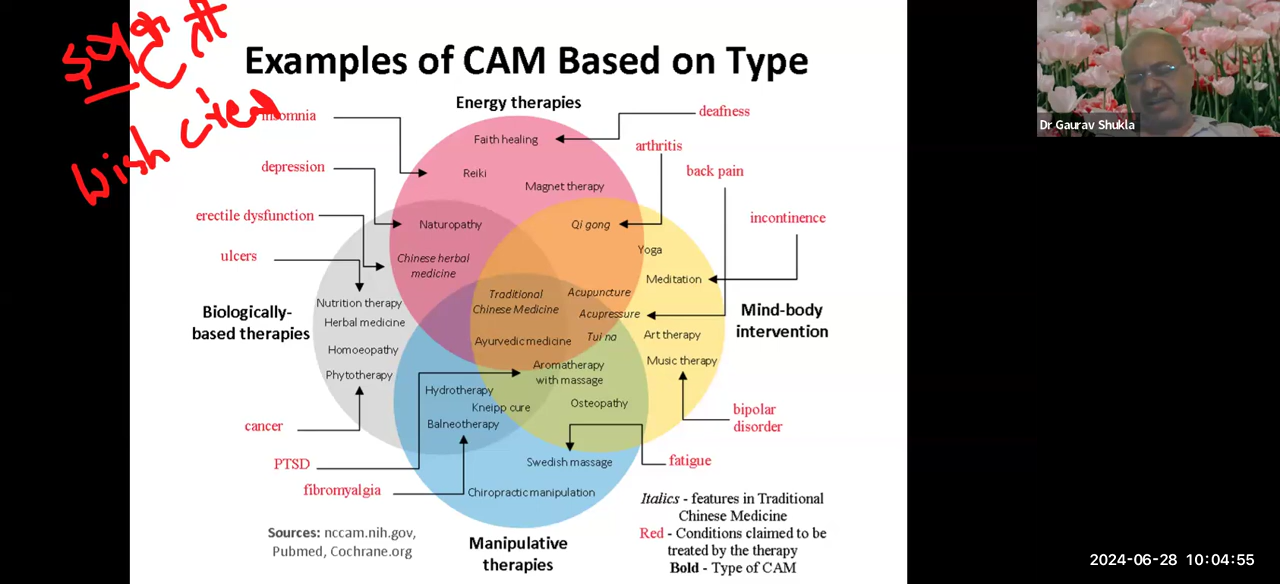 Examples of CAM Based on Type
Energy therapies
insomnia
deafness
Faith healing
arthritis
depression
Reiki
back pain
Magnet therapy
erectile dysfunction
Naturopathy
Qi gong
incontinence
Yoga
ulcers
Chinese herbal
medicine
Meditation
Nutrition therapy
Traditional
Chinese Medicine
Acupuncture
Acupressure
Biologically-
based therapies
Herbal medicine
Mind-body
intervention
Tui na
Art therapy
Ayurvedic medicine
Homoeopathy
Music therapy
Phytotherapy
Aromatherapy
with massage
Hydrotherapy
Kneipp cure
Osteopathy
Balneotherapy
bipolar
disorder
cancer
PTSD
Swedish massage
fatigue
fibromyalgia
Chiropractic manipulation
Italics - features in Traditional
Chinese Medicine
Red - Conditions claimed to be
treated by the therapy
Bold - Type of CAM
Sources: nccam.nih.gov,
Pubmed, Cochrane.org
Manipulative
therapies
Dr Gaurav Shukla
2024-06-28 10:04:55